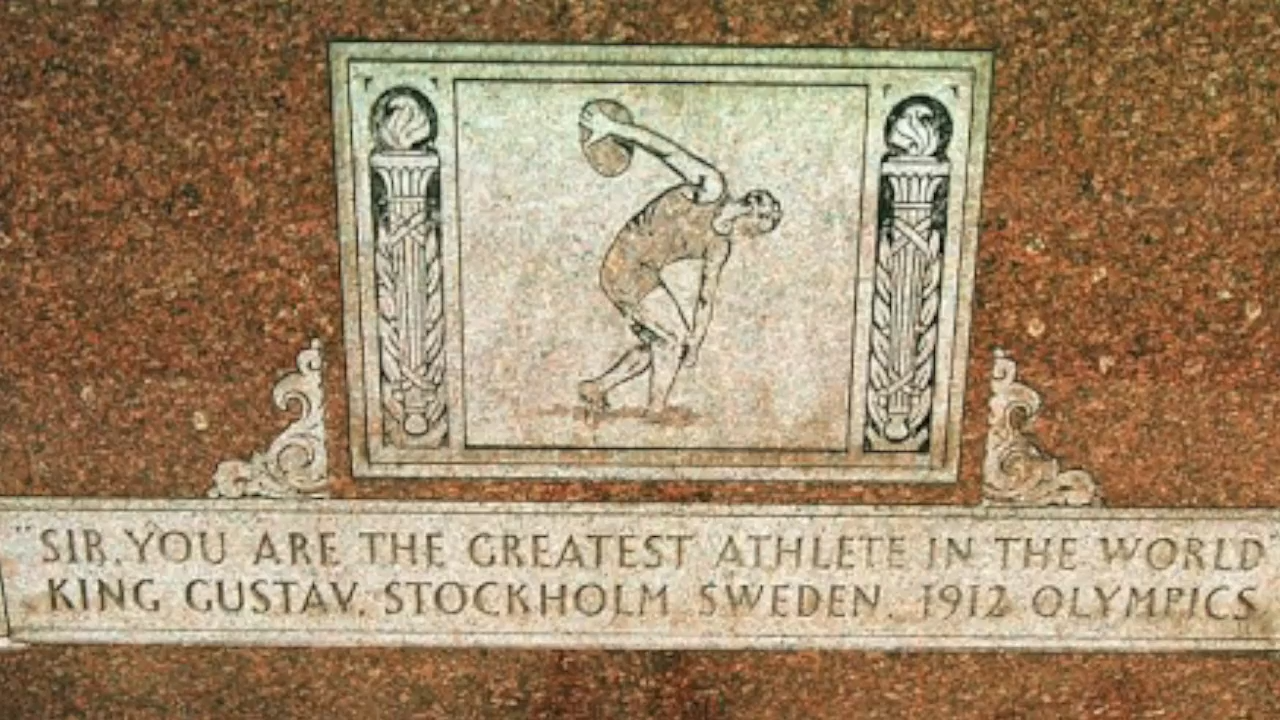 "SIR, YOU ARE THE GREATEST ATHLETE IN THE WORLD"
KING GUSTAV, STOCKHOLM SWEDEN. 1912 OLYMPICS